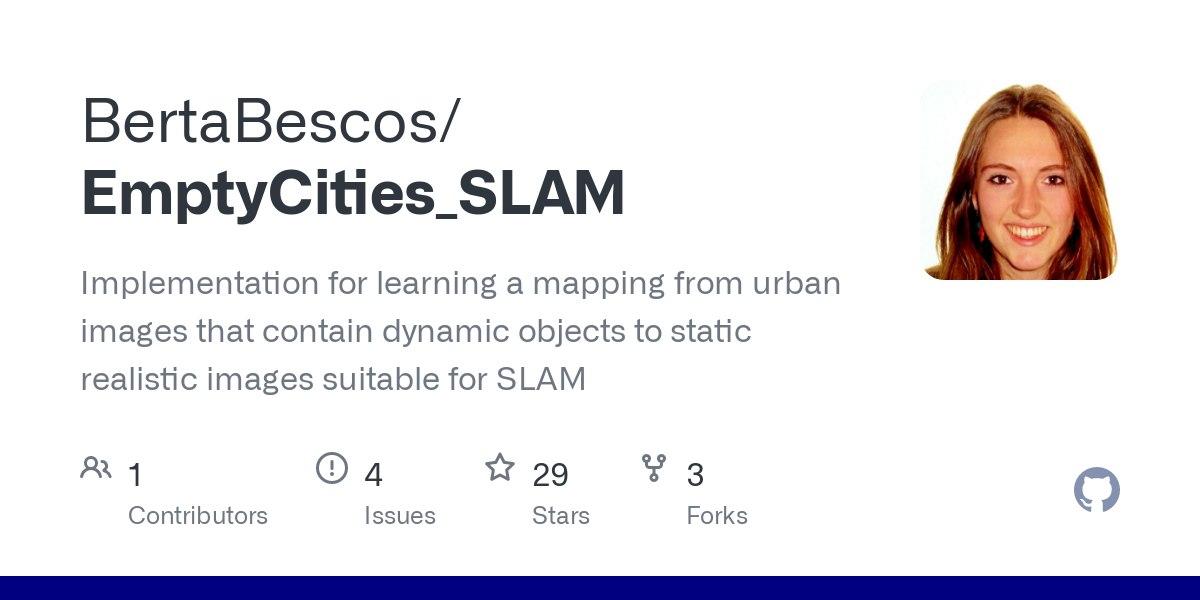 BertaBescos/
EmptyCities_SLAM
Implementation for learning a mapping from urban
images that contain dynamic objects to static
realistic images suitable for SLAM
1
Contributors
4
Issues
29
Stars
3
Forks